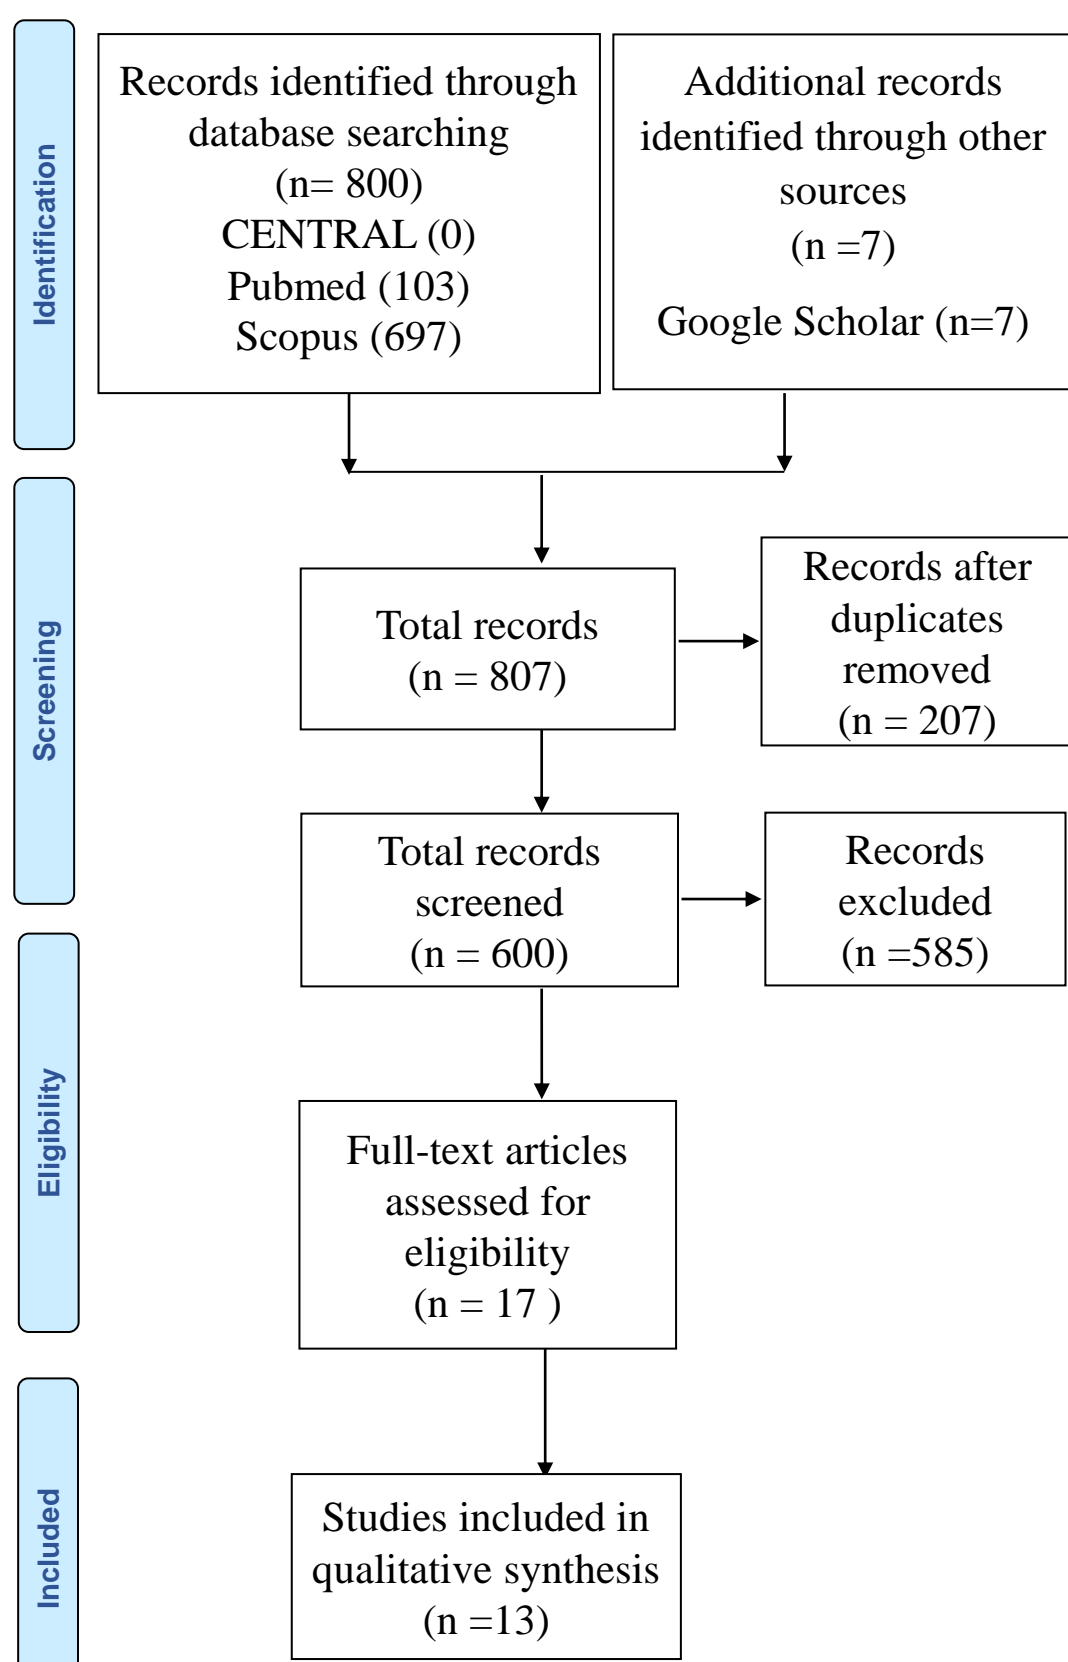 Identification
Records identified through
database searching
(n= 800)
CENTRAL (0)
Pubmed (103)
Scopus (697)
Additional records
identified through other
sources
(n =7)
Google Scholar (n=7)
Screening
Total records
(n = 807)
Records after
duplicates
removed
(n = 207)
Total records
screened
(n = 600)
Records
excluded
(n =585)
Eligibility
Full-text articles
assessed for
eligibility
(n = 17 )
Included
Studies included in
qualitative synthesis
(n =13)